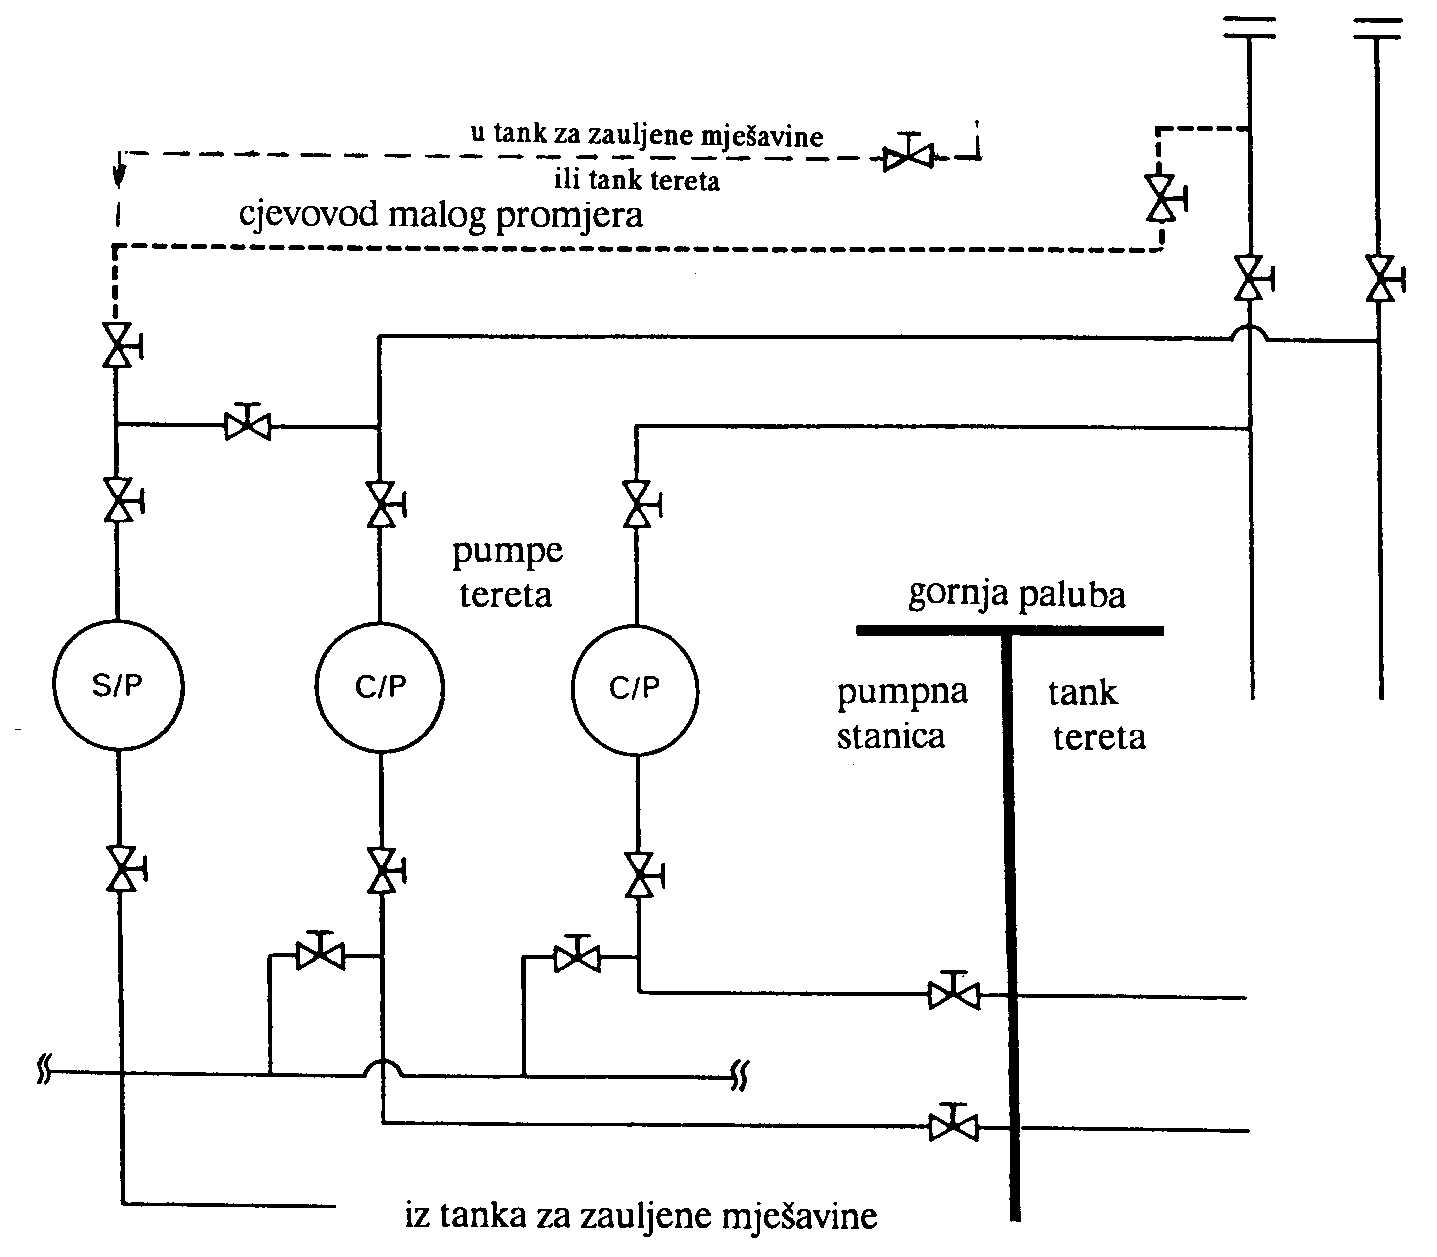 u tank za zauljene mješavine
ili tank tereta
cjevovod malog promjera
pumpe
tereta
gornja paluba
S/P
C/P
C/P
pumpna
stanica
tank
tereta
iz tanka za zauljene mješavine